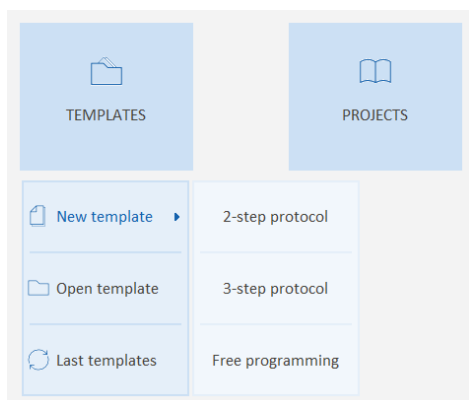 TEMPLATES
PROJECTS
New template
2-step protocol
Open template
3-step protocol
Last templates
Free programming